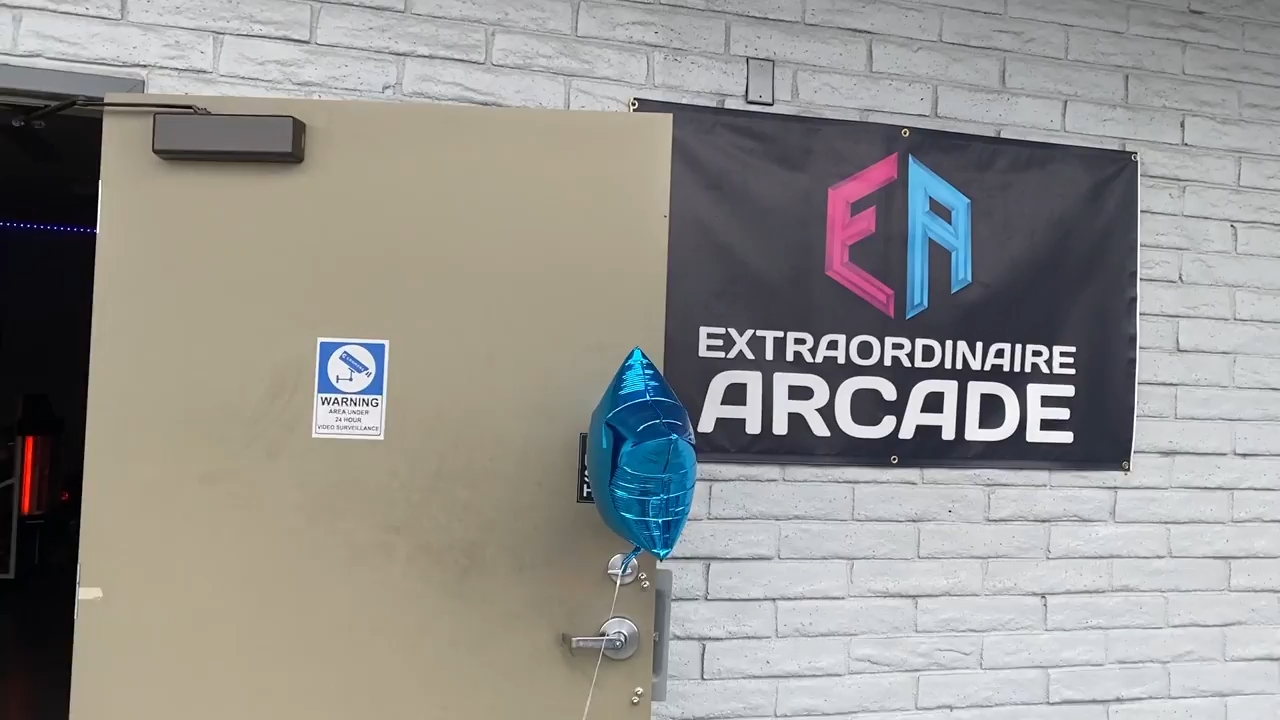 EA
EXTRAORDINAIRE
ARCADE
WARNING
AREA UNDER
24 HOUR
VIDEO SURVEILLANCE